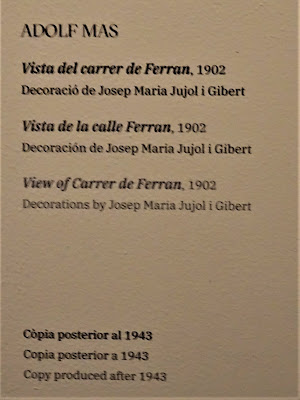 ADOLF MAS
Vista del carrer de Ferran, 1902
Decoració de Josep Maria Jujol i Gibert
Vista de la calle Ferran, 1902
Decoración de Josep Maria Jujol i Gibert
View of Carrer de Ferran, 1902
Decorations by Josep Maria Jujol i Gibert
Còpia posterior al 1943
Copia posterior a 1943
Copy produced after 1943